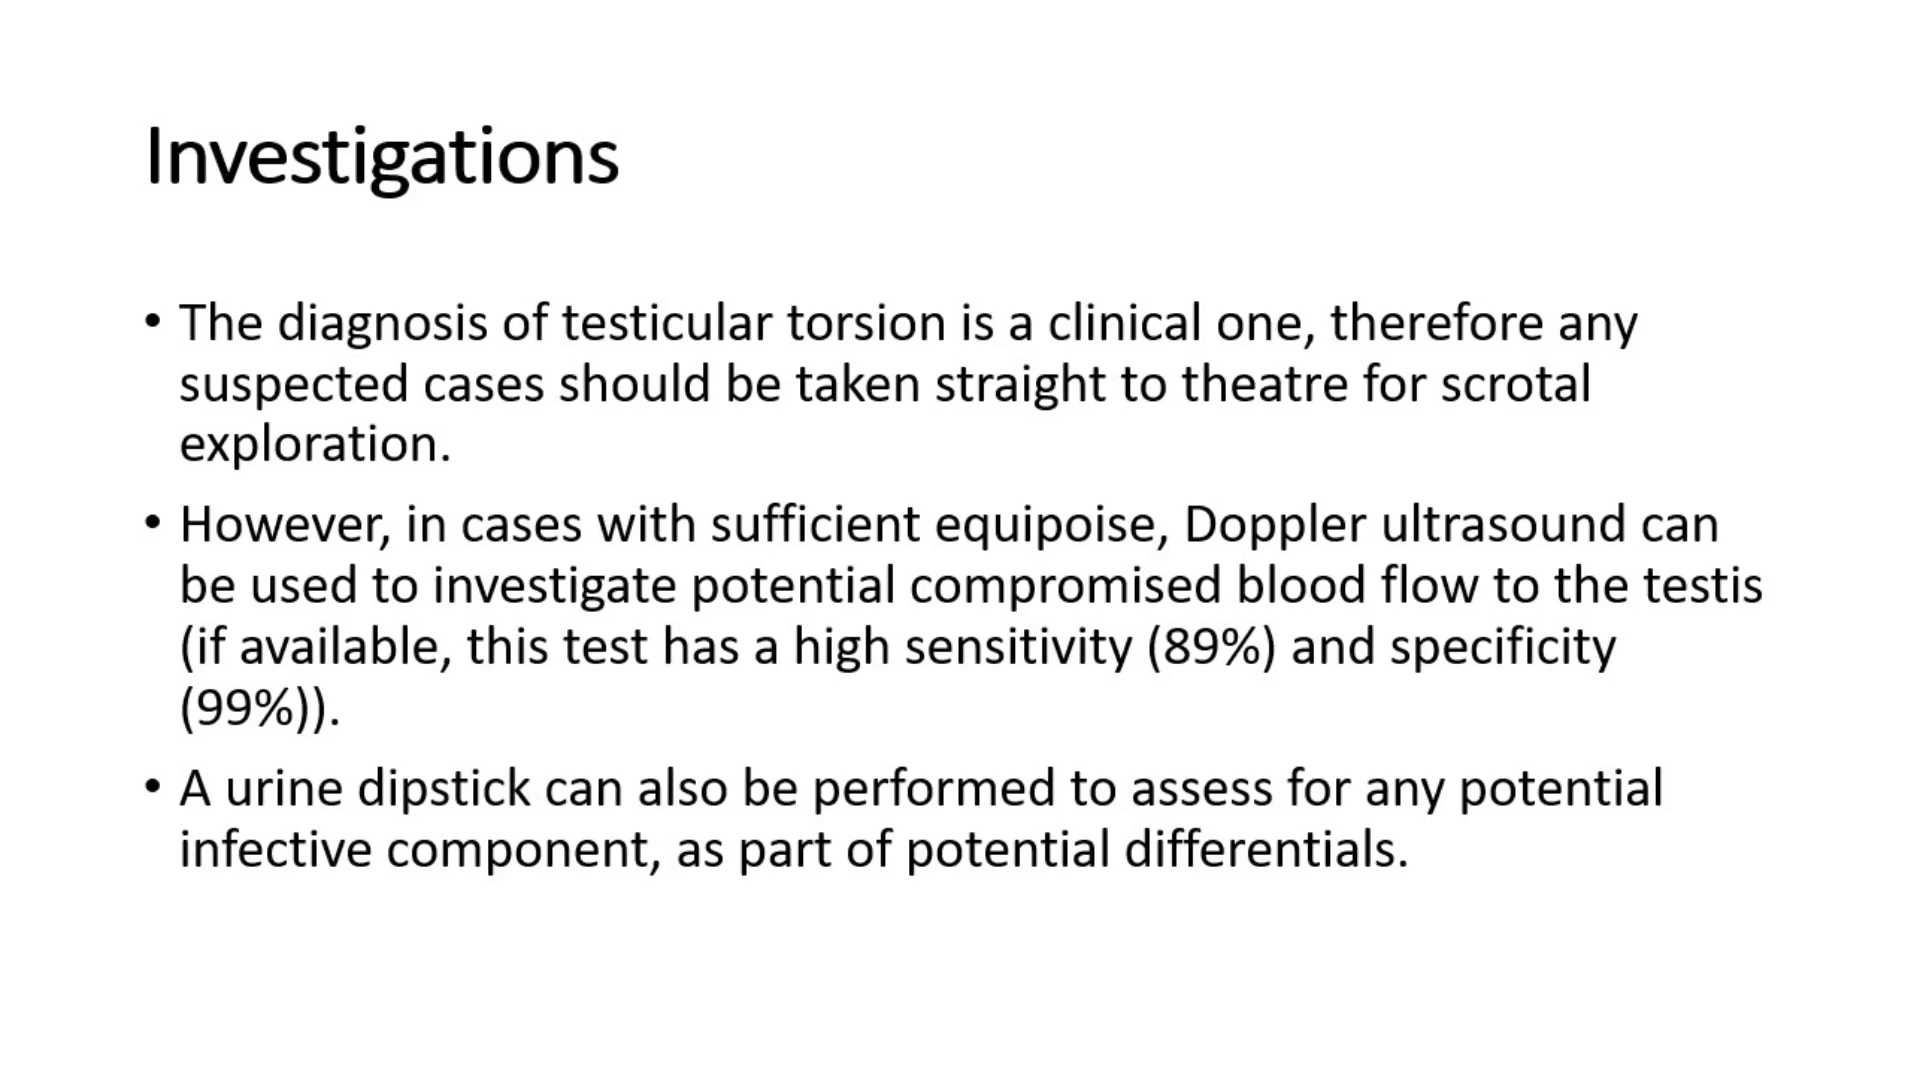 Investigations
• The diagnosis of testicular torsion is a clinical one, therefore any
suspected cases should be taken straight to theatre for scrotal
exploration.
• However, in cases with sufficient equipoise, Doppler ultrasound can
be used to investigate potential compromised blood flow to the testis
(if available, this test has a high sensitivity (89%) and specificity
(99%)).
• A urine dipstick can also be performed to assess for any potential
infective component, as part of potential differentials.